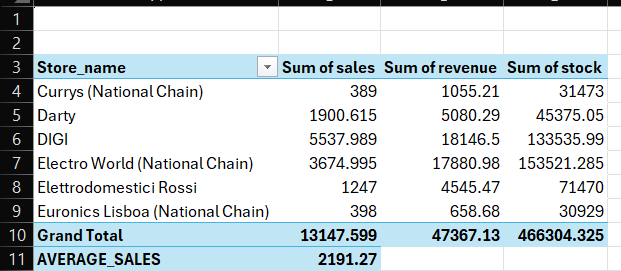 1
2
3 Store_name Sum of sales Sum of revenue Sum of stock
4 Currys (National Chain) 389 1055.21 31473
5 Darty 1900.615 5080.29 45375.05
6 DIGI 5537.989 18146.5 133535.99
7 Electro World (National Chain) 3674.995 17880.98 153521.285
8 Elettrodomestici Rossi 1247 4545.47 71470
9 Euronics Lisboa (National Chain) 398 658.68 30929
10 Grand Total 13147.599 47367.13 466304.325
11 AVERAGE_SALES 2191.27